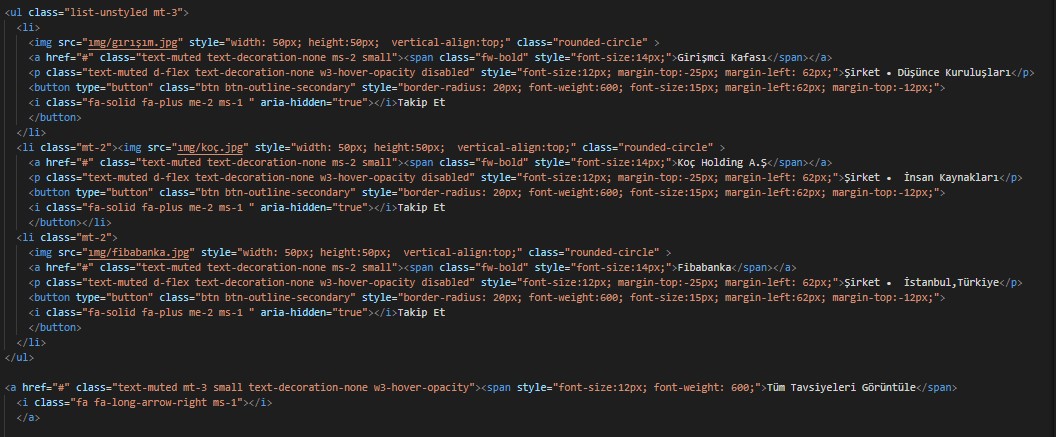 <ul class="list-unstyled mt-3">
<li>
<img src="img/girişim.jpg" style="width: 50px; height:50px;  vertical-align:top;" class="rounded-circle" >
<a href="#" class="text-muted text-decoration-none ms-2 small"><span class="fw-bold" style="font-size:14px;">Girişmci Kafası</span></a>
<p class="text-muted d-flex text-decoration-none w3-hover-opacity disabled" style="font-size:12px; margin-top:-25px; margin-left: 62px;">Şirket • Düşünce Kuruluşları</p>
<button type="button" class="btn btn-outline-secondary" style="border-radius: 20px; font-weight:600; font-size:15px; margin-left:62px; margin-top:-12px;">
<i class="fa-solid fa-plus me-2 ms-1 " aria-hidden="true"></i>Takip Et
</button>
</li>
<li class="mt-2"><img src="img/koç.jpg" style="width: 50px; height:50px;  vertical-align:top;" class="rounded-circle" >
<a href="#" class="text-muted text-decoration-none ms-2 small"><span class="fw-bold" style="font-size:14px;">Koç Holding A.Ş</span></a>
<p class="text-muted d-flex text-decoration-none w3-hover-opacity disabled" style="font-size:12px; margin-top:-25px; margin-left: 62px;">Şirket •  İnsan Kaynakları</p>
<button type="button" class="btn btn-outline-secondary" style="border-radius: 20px; font-weight:600; font-size:15px; margin-left:62px; margin-top:-12px;">
<i class="fa-solid fa-plus me-2 ms-1 " aria-hidden="true"></i>Takip Et
</button></li>
<li class="mt-2">
<img src="img/fibabanka.jpg" style="width: 50px; height:50px;  vertical-align:top;" class="rounded-circle" >
<a href="#" class="text-muted text-decoration-none ms-2 small"><span class="fw-bold" style="font-size:14px;">Fibabanka</span></a>
<p class="text-muted d-flex text-decoration-none w3-hover-opacity disabled" style="font-size:12px; margin-top:-25px; margin-left: 62px;">Şirket •  İstanbul,Türkiye</p>
<button type="button" class="btn btn-outline-secondary" style="border-radius: 20px; font-weight:600; font-size:15px; margin-left:62px; margin-top:-12px;">
<i class="fa-solid fa-plus me-2 ms-1 " aria-hidden="true"></i>Takip Et
</button>
</li>
</ul>
<a href="#" class="text-muted mt-3 small text-decoration-none w3-hover-opacity"><span style="font-size:12px; font-weight: 600;">Tüm Tavsiyeleri Görüntüle</span>
<i class="fa fa-long-arrow-right ms-1"></i>
</a>